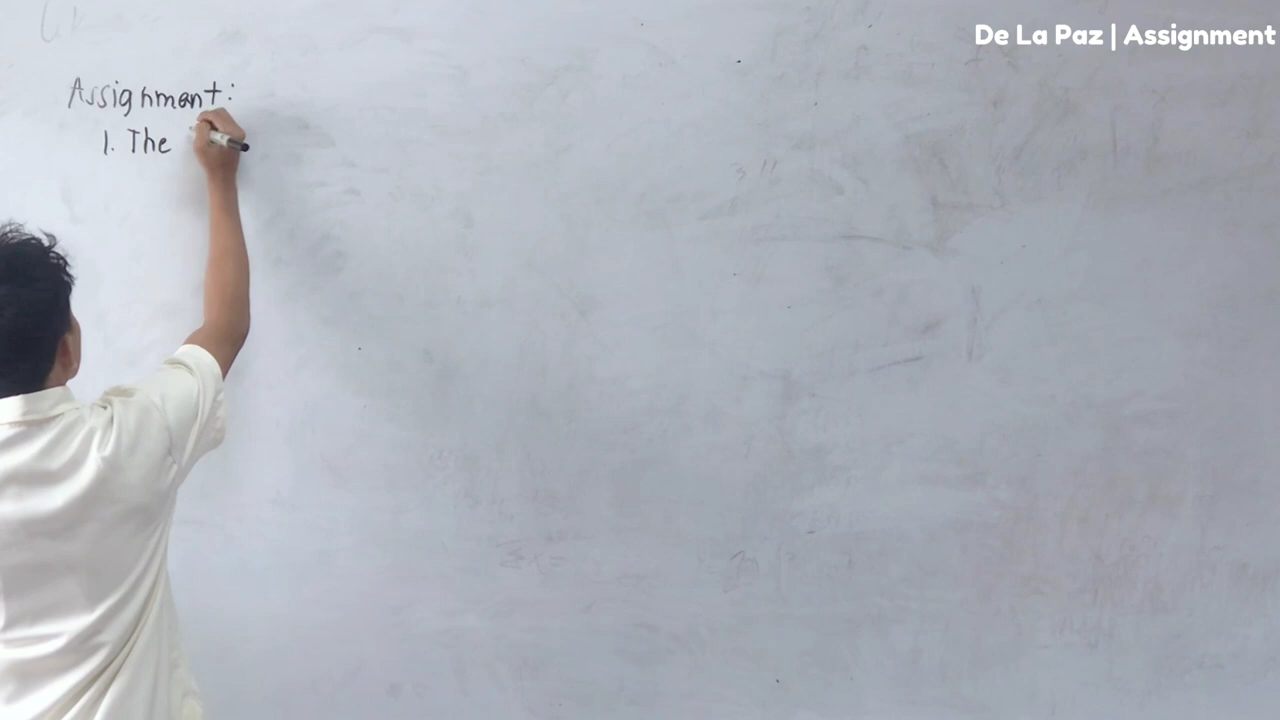 De La Paz | Assignment
Assignment:
1. The